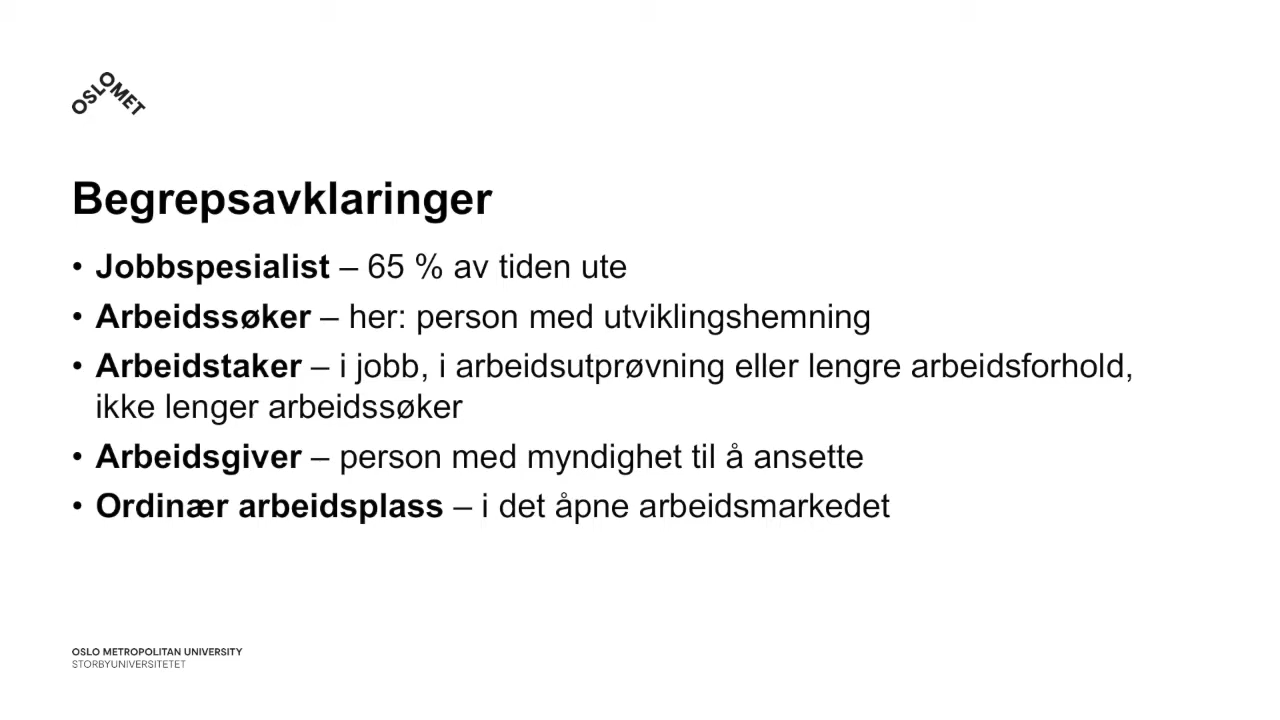 OSLOMET
Begrepsavklaringer
• Jobbspesialist – 65 % av tiden ute
• Arbeidssøker – her: person med utviklingshemning
• Arbeidstaker – i jobb, i arbeidsutprøvning eller lengre arbeidsforhold,
ikke lenger arbeidssøker
• Arbeidsgiver – person med myndighet til å ansette
• Ordinær arbeidsplass – i det åpne arbeidsmarkedet
OSLO METROPOLITAN UNIVERSITY
STORBYUNIVERSITETET